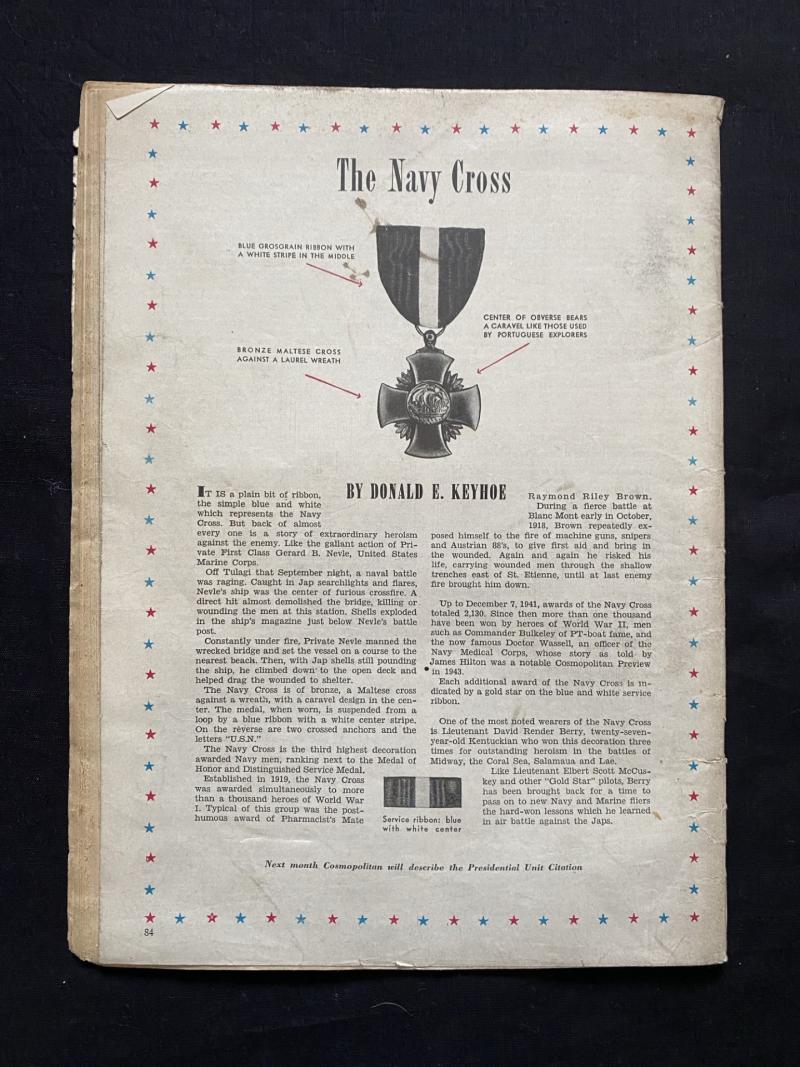 The Navy Cross
BLUE GROSGRAIN RIBBON WITH
A WHITE STRIPE IN THE MIDDLE
CENTER OF OBVERSE BEARS
A CARAVEL LIKE THOSE USED
BY PORTUGUESE EXPLORERS
BRONZE MALTESE CROSS
AGAINST A LAUREL WREATH
BY DONALD E. KEYHOE
IT IS a plain bit of ribbon,
the simple blue and white
which represents the Navy
Cross. But back of almost
every one is a story of extraordinary heroism
against the enemy. Like the gallant action of Pri-
vate First Class Gerard B. Nevle, United States
Marine Corps.
Off Tulagi that September night, a naval battle
was raging. Caught in Jap searchlights and flares,
Nevle's ship was the center of furious crossfire. A
direct hit almost demolished the bridge, killing or
wounding the men at this station. Shells exploded
in the ship's magazine just below Nevle's battle
post.
Constantly under fire, Private Nevle manned the
wrecked bridge and set the vessel on a course to the
nearest beach. Then, with Jap shells still pounding
the ship, he climbed down to the open deck and
helped drag the wounded to shelter.
The Navy Cross is of bronze, a Maltese cross
against a wreath, with a caravel design in the cen-
ter. The medal, when worn, is suspended from a
loop by a blue ribbon with a white center stripe.
On the reverse are two crossed anchors and the
letters "U.S.N."
The Navy Cross is the third highest decoration
awarded Navy men, ranking next to the Medal of
Honor and Distinguished Service Medal.
Established in 1919, the Navy Cross
was awarded simultaneously to more
than a thousand heroes of World War
I. Typical of this group was the post-
humous award of Pharmacist's Mate
Raymond Riley Brown.
During a fierce battle at
Blanc Mont early in October,
1918, Brown repeatedly ex-
posed himself to the fire of machine guns, snipers
and Austrian 88's, to give first aid and bring in
the wounded. Again and again he risked his
life, carrying wounded men through the shallow
trenches east of St. Etienne, until at last enemy
fire brought him down.
Up to December 7, 1941, awards of the Navy Cross
totaled 2,130. Since then more than one thousand
have been won by heroes of World War II, men
such as Commander Bulkeley of PT-boat fame, and
the now famous Doctor Wassell, an officer of the
Navy Medical Corps, whose story as told by
James Hilton was a notable Cosmopolitan Preview
in 1943.
Each additional award of the Navy Cross is in-
dicated by a gold star on the blue and white service
ribbon.
One of the most noted wearers of the Navy Cross
is Lieutenant David Render Berry, twenty-seven-
year-old Kentuckian who won this decoration three
times for outstanding heroism in the battles of
Midway, the Coral Sea, Salamaua and Lae.
Like Lieutenant Elbert Scott McCus-
key and other "Gold Star" pilots, Berry
has been brought back for a time to
pass on to new Navy and Marine fliers
the hard-won lessons which he learned
in air battle against the Japs.
Service ribbon: blue
with white center
Next month Cosmopolitan will describe the Presidential Unit Citation
84